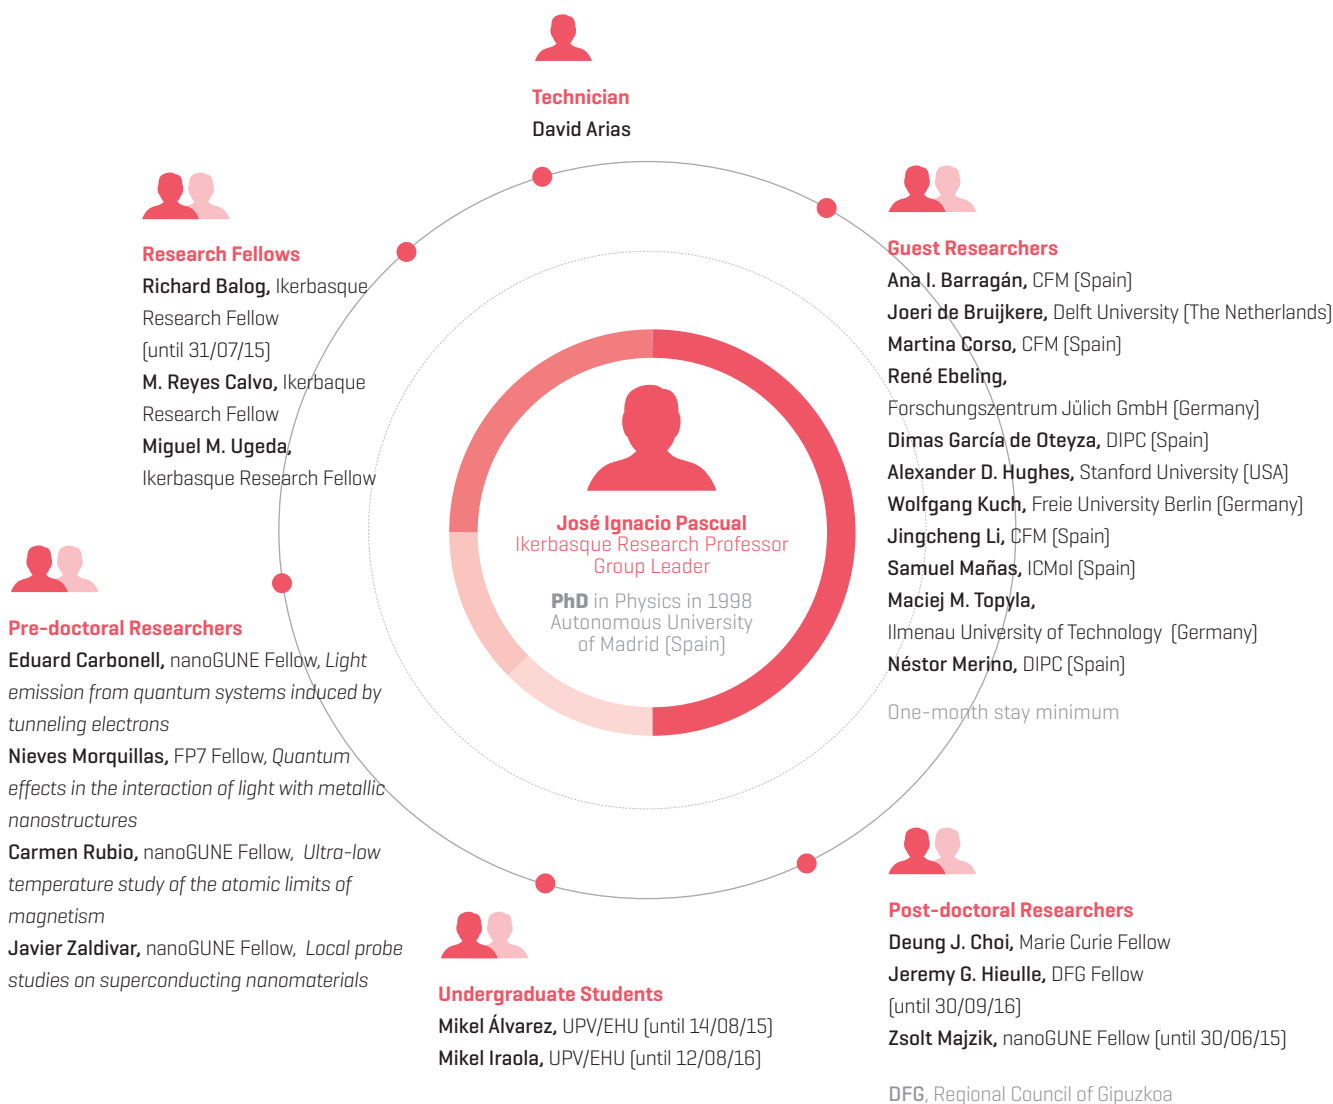 Technician
David Arias
Research Fellows
Richard Balog, Ikerbasque
Research Fellow
(until 31/07/15)
M. Reyes Calvo, Ikerbaque
Research Fellow
Miguel M. Ugeda,
Ikerbasque Research Fellow
Guest Researchers
Ana I. Barragán, CFM (Spain)
Joeri de Bruijkere, Delft University (The Netherlands)
Martina Corso, CFM (Spain)
René Ebeling,
Forschungszentrum Jülich GmbH (Germany)
Dimas García de Oteyza, DIPC (Spain)
Alexander D. Hughes, Stanford University (USA)
Wolfgang Kuch, Freie University Berlin (Germany)
Jingcheng Li, CFM (Spain)
Samuel Mañas, ICMol (Spain)
Maciej M. Topyla,
Ilmenau University of Technology (Germany)
Néstor Merino, DIPC (Spain)
One-month stay minimum
José Ignacio Pascual
Ikerbasque Research Professor
Group Leader
PhD in Physics in 1998
Autonomous University
of Madrid (Spain)
Pre-doctoral Researchers
Eduard Carbonell, nanoGUNE Fellow, Light
emission from quantum systems induced by
tunneling electrons
Nieves Morquillas, FP7 Fellow, Quantum
effects in the interaction of light with metallic
nanostructures
Carmen Rubio, nanoGUNE Fellow, Ultra-low
temperature study of the atomic limits of
magnetism
Javier Zaldivar, nanoGUNE Fellow, Local probe
studies on superconducting nanomaterials
Undergraduate Students
Mikel Álvarez, UPV/EHU (until 14/08/15)
Mikel Iraola, UPV/EHU (until 12/08/16)
Post-doctoral Researchers
Deung J. Choi, Marie Curie Fellow
Jeremy G. Hieulle, DFG Fellow
(until 30/09/16)
Zsolt Majzik, nanoGUNE Fellow (until 30/06/15)
DFG, Regional Council of Gipuzkoa